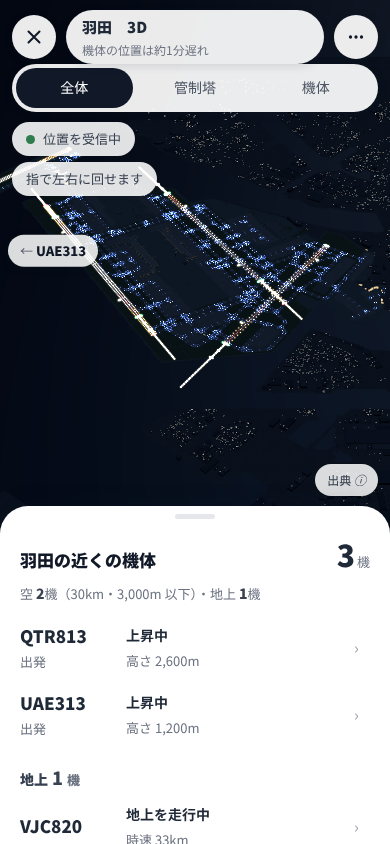 羽田 3D
機体の位置は約1分遅れ
全体 管制塔 機体
位置を受信中
指で左右に回せます
← UAE313
出典 ⓘ
羽田の近くの機体
3機
空 2機（30km・3,000m 以下）・地上 1機
QTR813 上昇中
出発 高さ 2,600m
UAE313 上昇中
出発 高さ 1,200m
地上 1 機
地上を走行中
VJC820
時速 33km